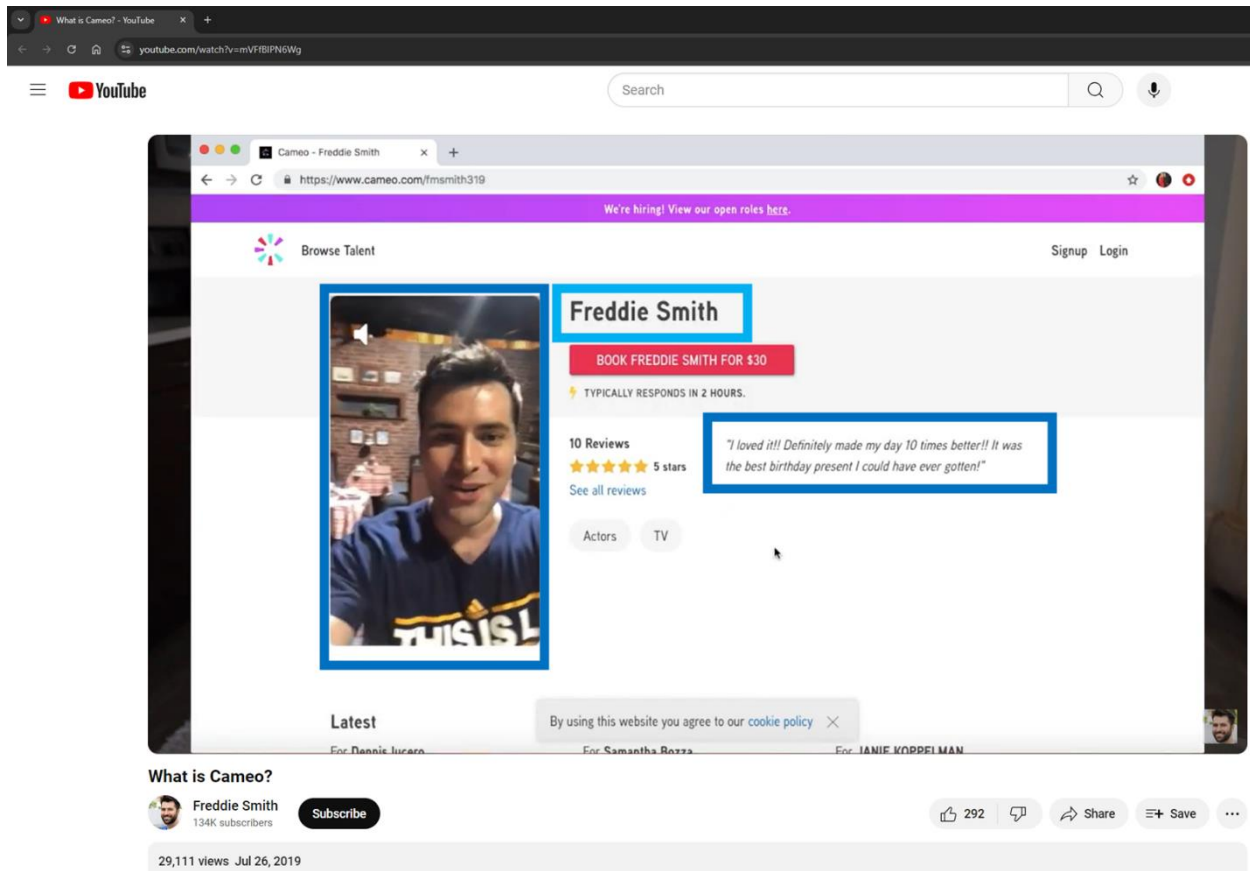 What is Cameo? - YouTube
youtube.com/watch?v=mVFfBlPN6Wg
YouTube
Search
Cameo - Freddie Smith
https://www.cameo.com/fmsmith319
We're hiring! View our open roles here.
Browse Talent
Signup Login
Freddie Smith
BOOK FREDDIE SMITH FOR $30
TYPICALLY RESPONDS IN 2 HOURS.
10 Reviews
5 stars
See all reviews
"I loved it!! Definitely made my day 10 times better!! It was
the best birthday present I could have ever gotten!"
Actors TV
THIS IS L
Latest
By using this website you agree to our cookie policy
For Dennis lucero
For Samantha Bozza
For JANIE KOPPELMAN
What is Cameo?
Freddie Smith
134K subscribers
Subscribe
292
Share
Save
29,111 views Jul 26, 2019